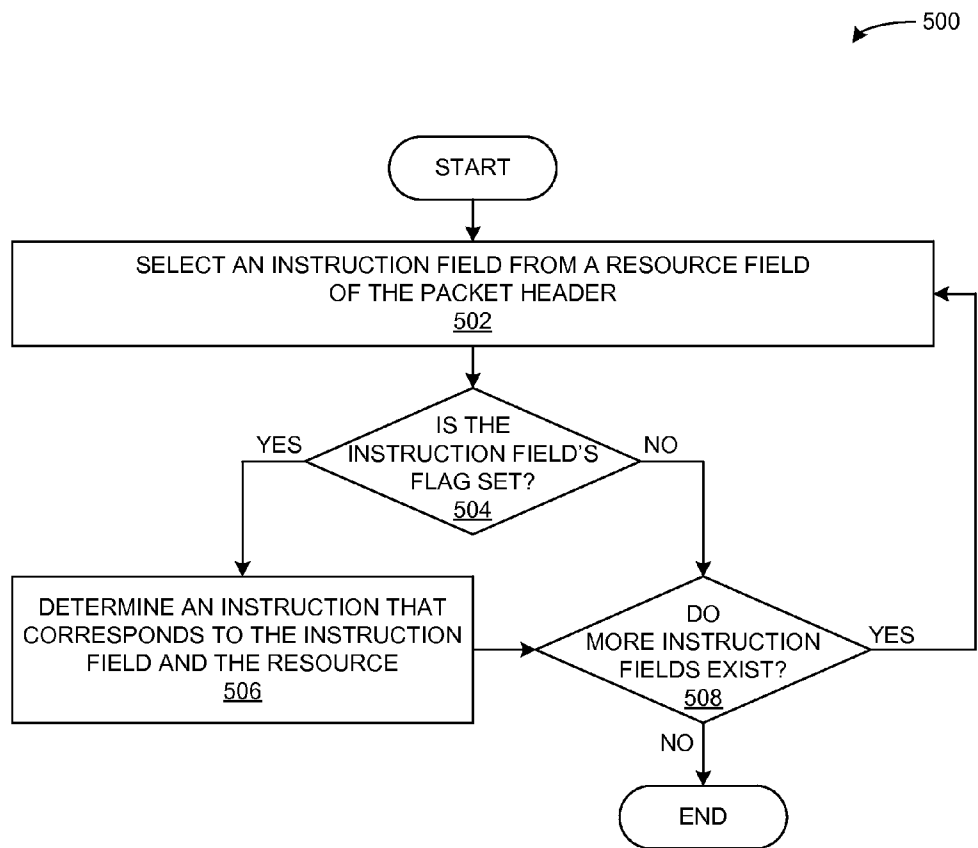 500
START
SELECT AN INSTRUCTION FIELD FROM A RESOURCE FIELD
OF THE PACKET HEADER
502
IS THE
INSTRUCTION FIELD'S
FLAG SET?
504
YES
NO
DETERMINE AN INSTRUCTION THAT
CORRESPONDS TO THE INSTRUCTION
FIELD AND THE RESOURCE
506
DO
MORE INSTRUCTION
FIELDS EXIST?
508
YES
NO
END